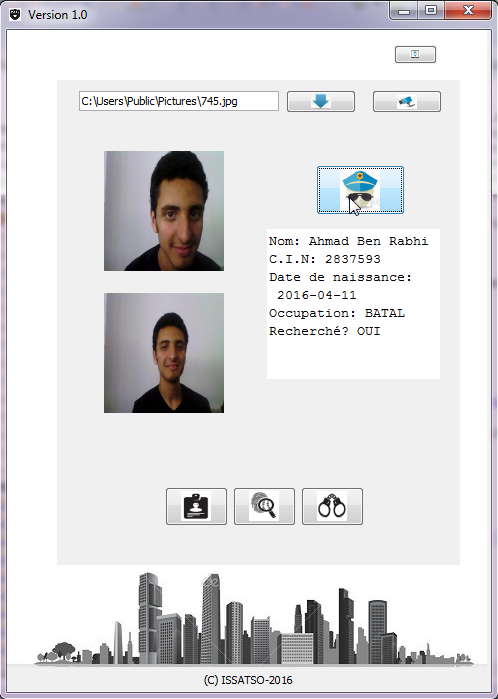 Version 1.0
C:\Users\Public\Pictures\745.jpg
Nom: Ahmad Ben Rabhi
C.I.N: 2837593
Date de naissance:
2016-04-11
Occupation: BATAL
Recherché? OUI
(C) ISSATSO-2016